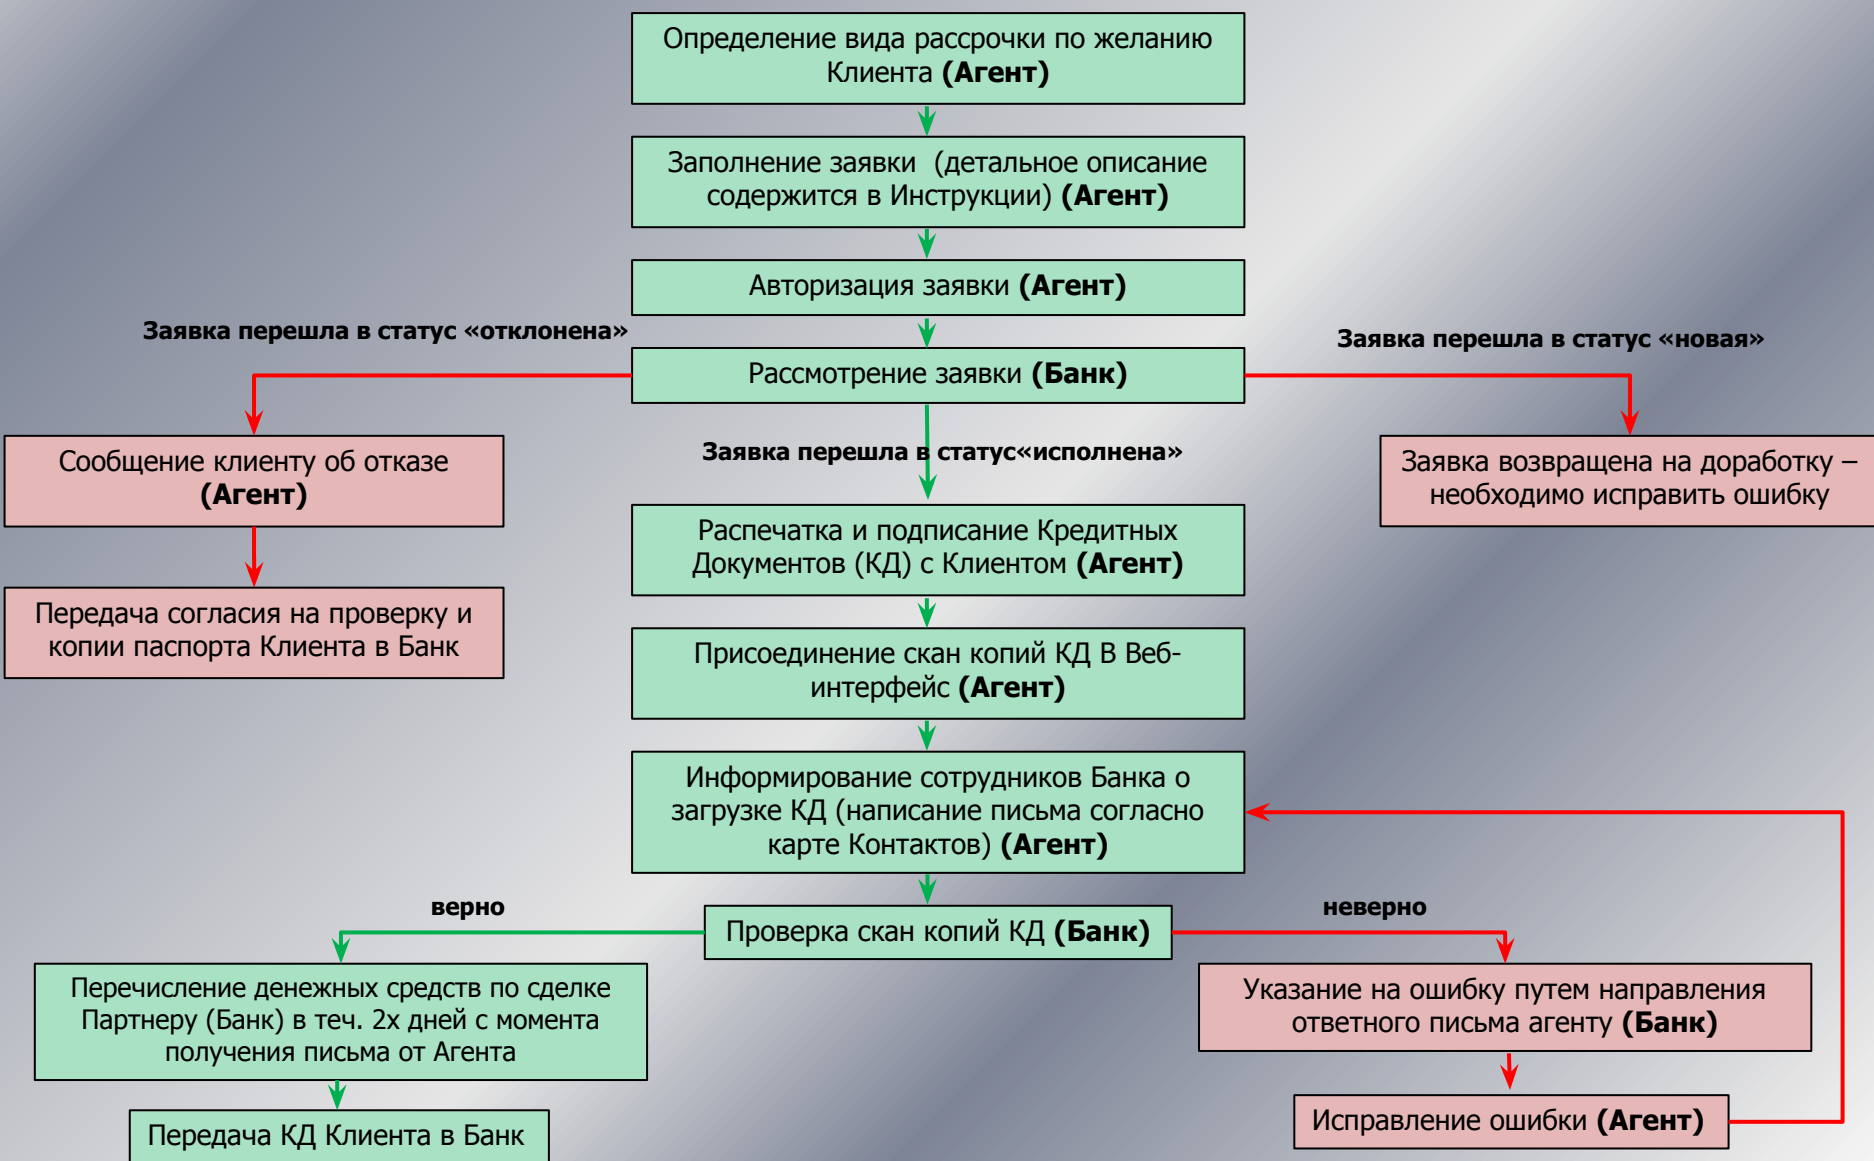 Определение вида рассрочки по желанию
Клиента (Агент)
Заполнение заявки (детальное описание
содержится в Инструкции) (Агент)
Авторизация заявки (Агент)
Заявка перешла в статус «отклонена»
Заявка перешла в статус «новая»
Рассмотрение заявки (Банк)
Сообщение клиенту об отказе
(Агент)
Заявка перешла в статус«исполнена»
Заявка возвращена на доработку –
необходимо исправить ошибку
Распечатка и подписание Кредитных
Документов (КД) с Клиентом (Агент)
Передача согласия на проверку и
копии паспорта Клиента в Банк
Присоединение скан копий КД В Веб-
интерфейс (Агент)
Информирование сотрудников Банка о
загрузке КД (написание письма согласно
карте Контактов) (Агент)
верно
неверно
Проверка скан копий КД (Банк)
Перечисление денежных средств по сделке
Партнеру (Банк) в теч. 2х дней с момента
получения письма от Агента
Указание на ошибку путем направления
ответного письма агенту (Банк)
Передача КД Клиента в Банк
Исправление ошибки (Агент)